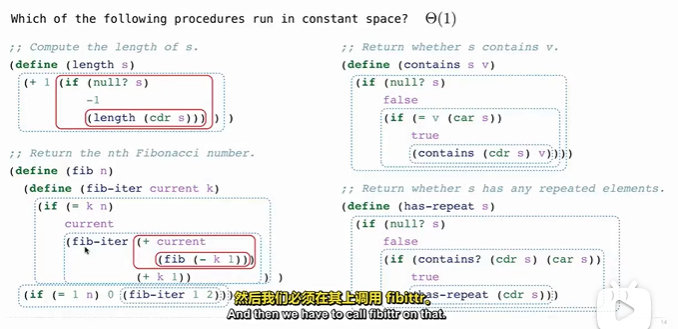 Which of the following procedures run in constant space? Θ(1)
;; Compute the length of s.
(define (length s)
(+ 1 (if (null? s)
-1
(length (cdr s))) ) )
;; Return the nth Fibonacci number.
(define (fib n)
(define (fib-iter current k)
(if (= k n)
current
(fib-iter (+ current
(fib (- k 1)))
(+ k 1)) ) )
(if (= 1 n) 0 (fib-iter 1 2)))
;; Return whether s contains v.
(define (contains s v)
(if (null? s)
false
(if (= v (car s))
true
(contains (cdr s) v))))
;; Return whether s has any repeated elements.
(define (has-repeat s)
(if (null? s)
false
(if (contains? (cdr s) (car s))
true
(has-repeat (cdr s)))
然后我们必须在其上调用 fibittr。
And then we have to call fibittr on that.
14